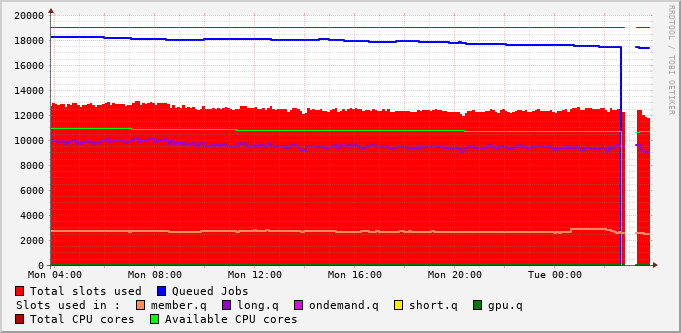 20000
18000
16000
14000
12000
10000
8000
6000
4000
2000
0
Mon 04:00 Mon 08:00 Mon 12:00 Mon 16:00 Mon 20:00 Tue 00:00
Total slots used Queued Jobs
Slots used in : member.q long.q ondemand.q short.q gpu.q
Total CPU cores Available CPU cores
RRDTOOL / TOBI OETIKER